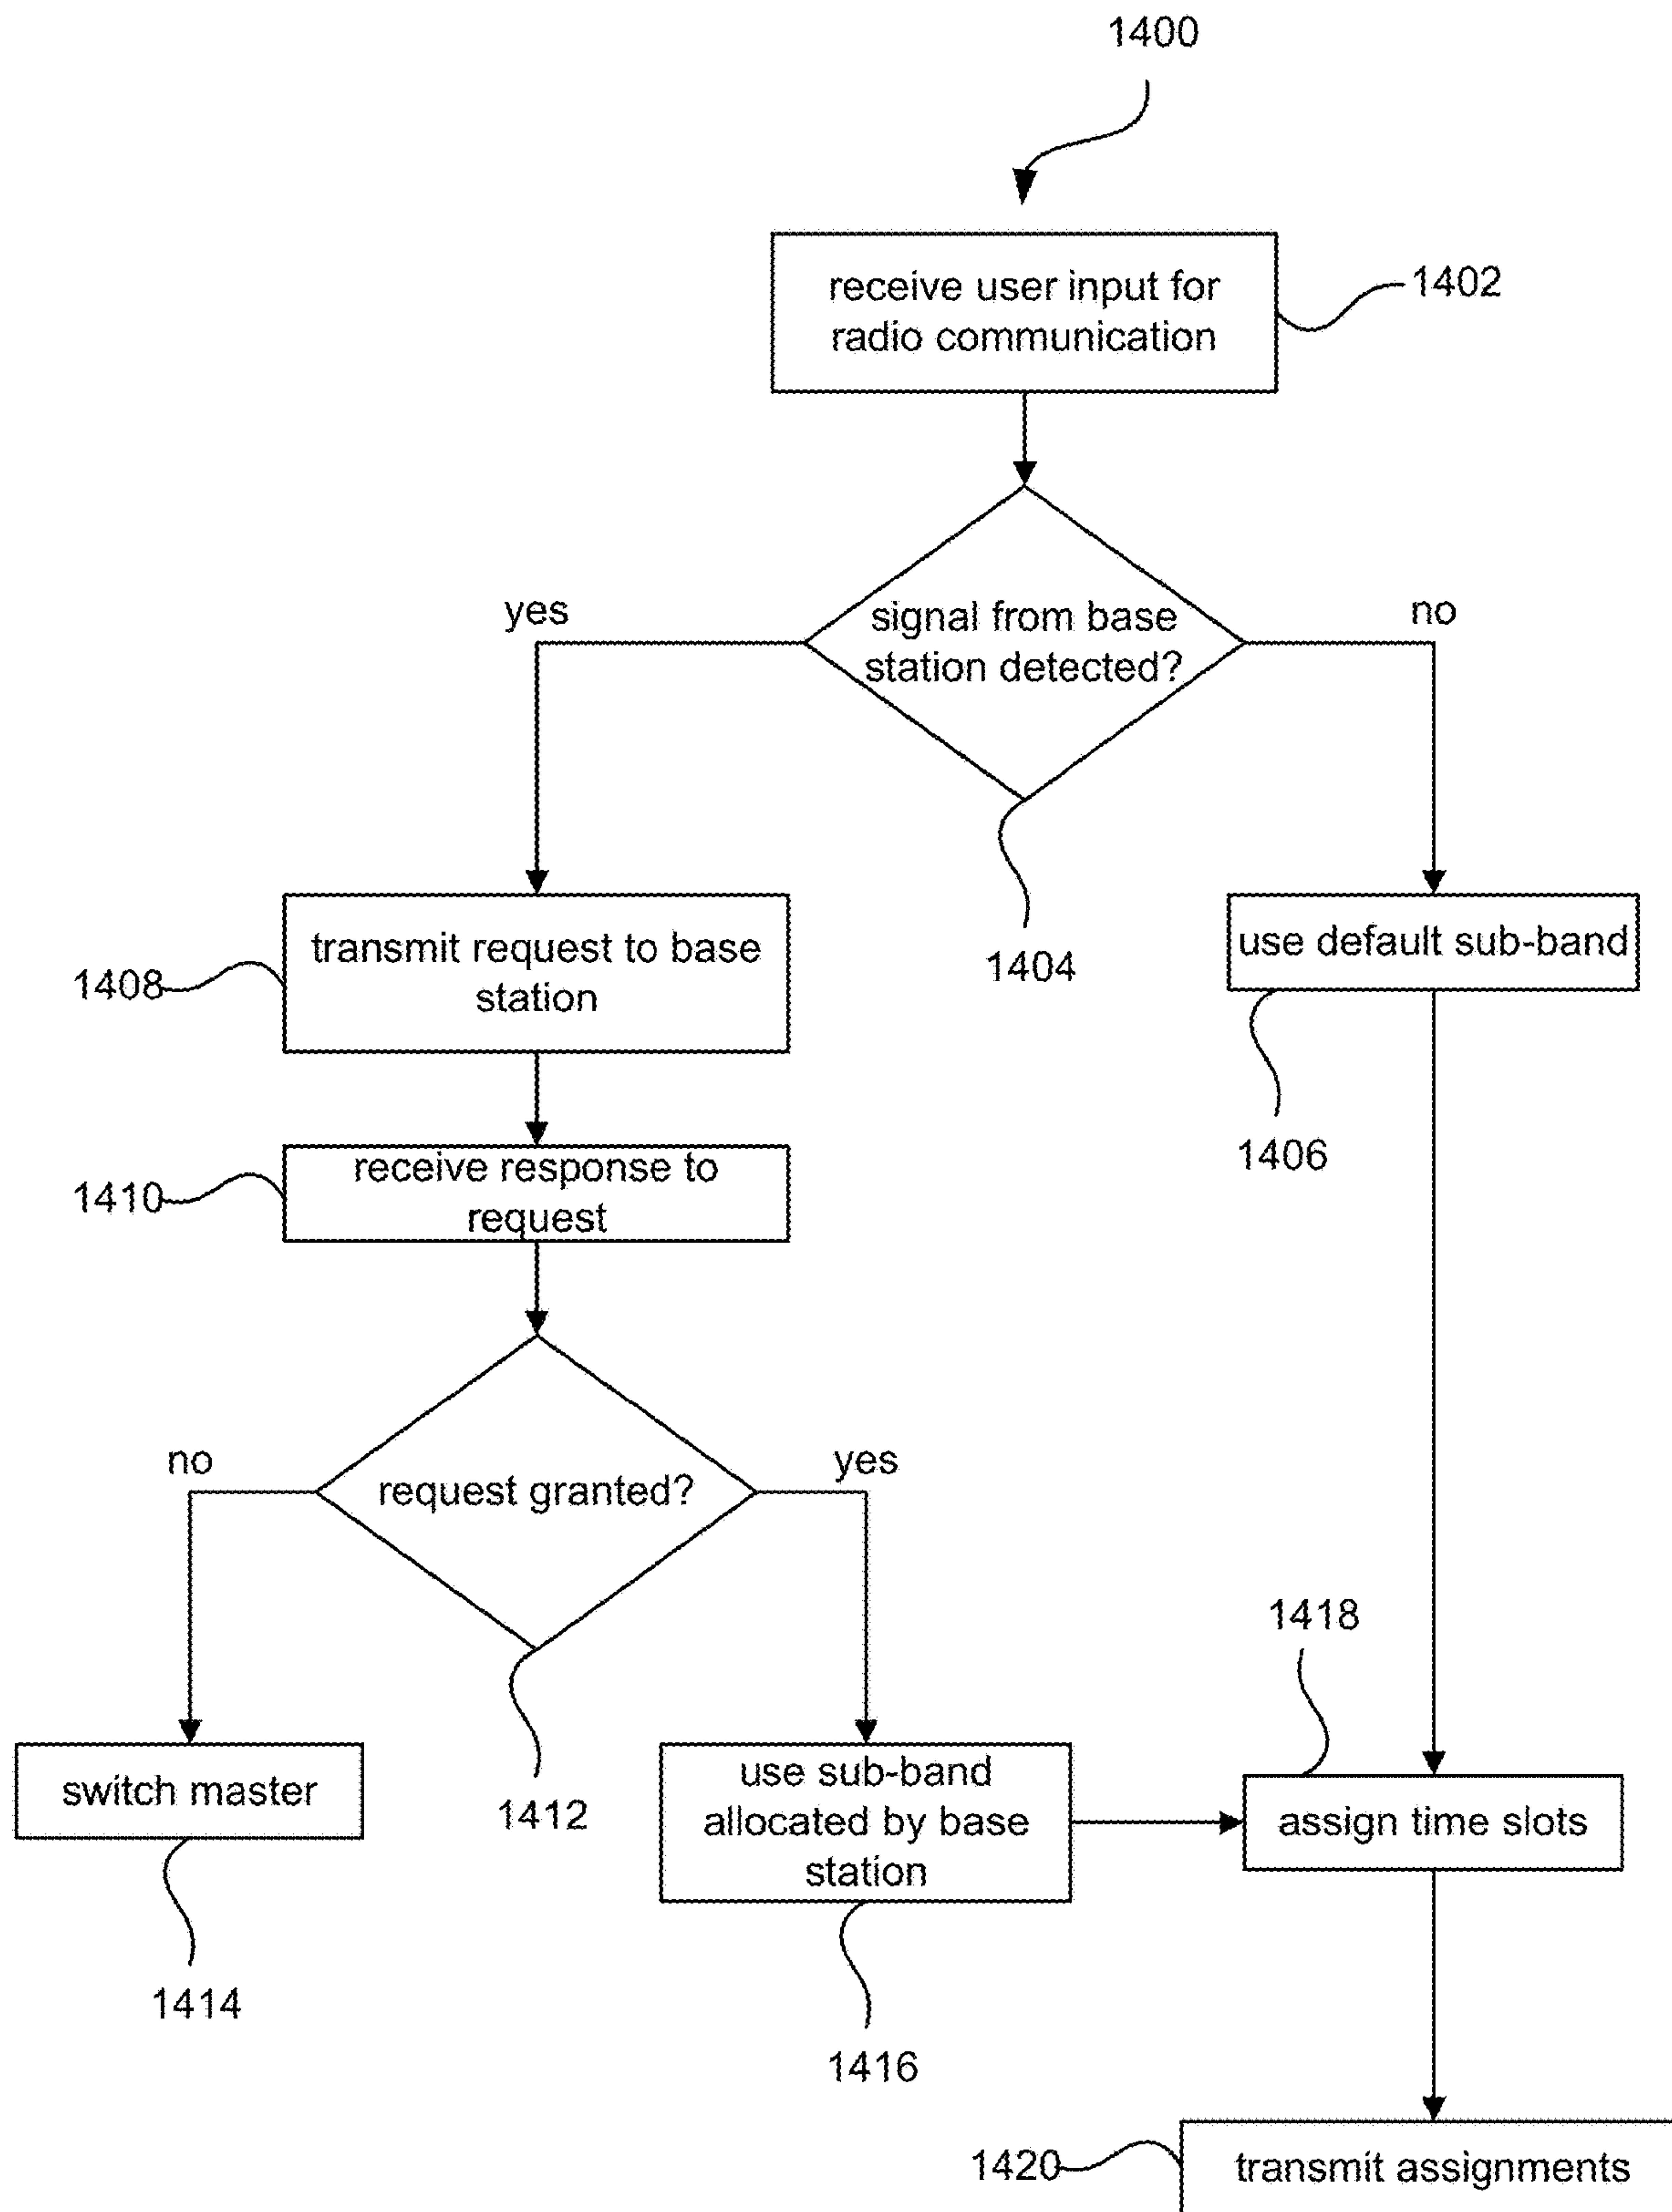 1400
receive user input for
radio communication
1402
yes
signal from base
station detected?
no
1404
transmit request to base
station
1408
use default sub-band
1406
receive response to
request
1410
no
request granted?
yes
1412
1418
switch master
1414
use sub-band
allocated by base
station
1416
assign time slots
1420
transmit assignments